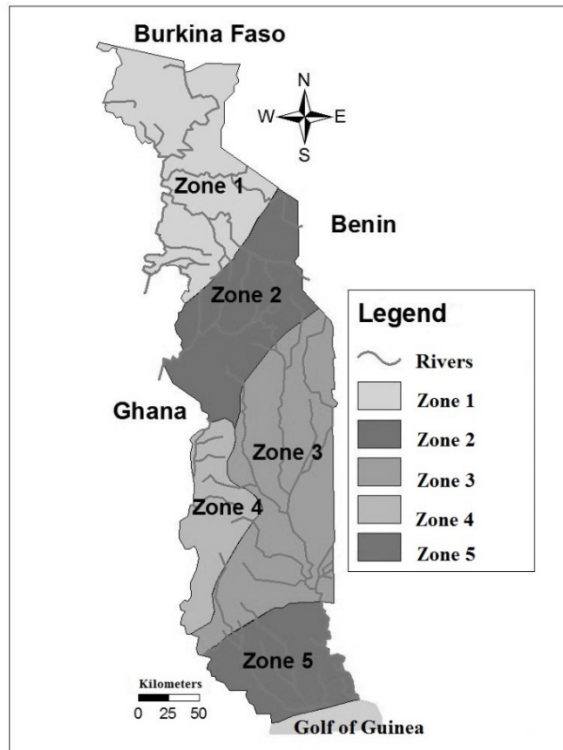 Burkina Faso
N
W E
S
Zone 1
Benin
Zone 2
Legend
Rivers
Zone 1
Zone 2
Zone 3
Zone 4
Zone 5
Ghana
Zone 3
Zone 4
Zone 5
Kilometers
0 25 50
Golf of Guinea